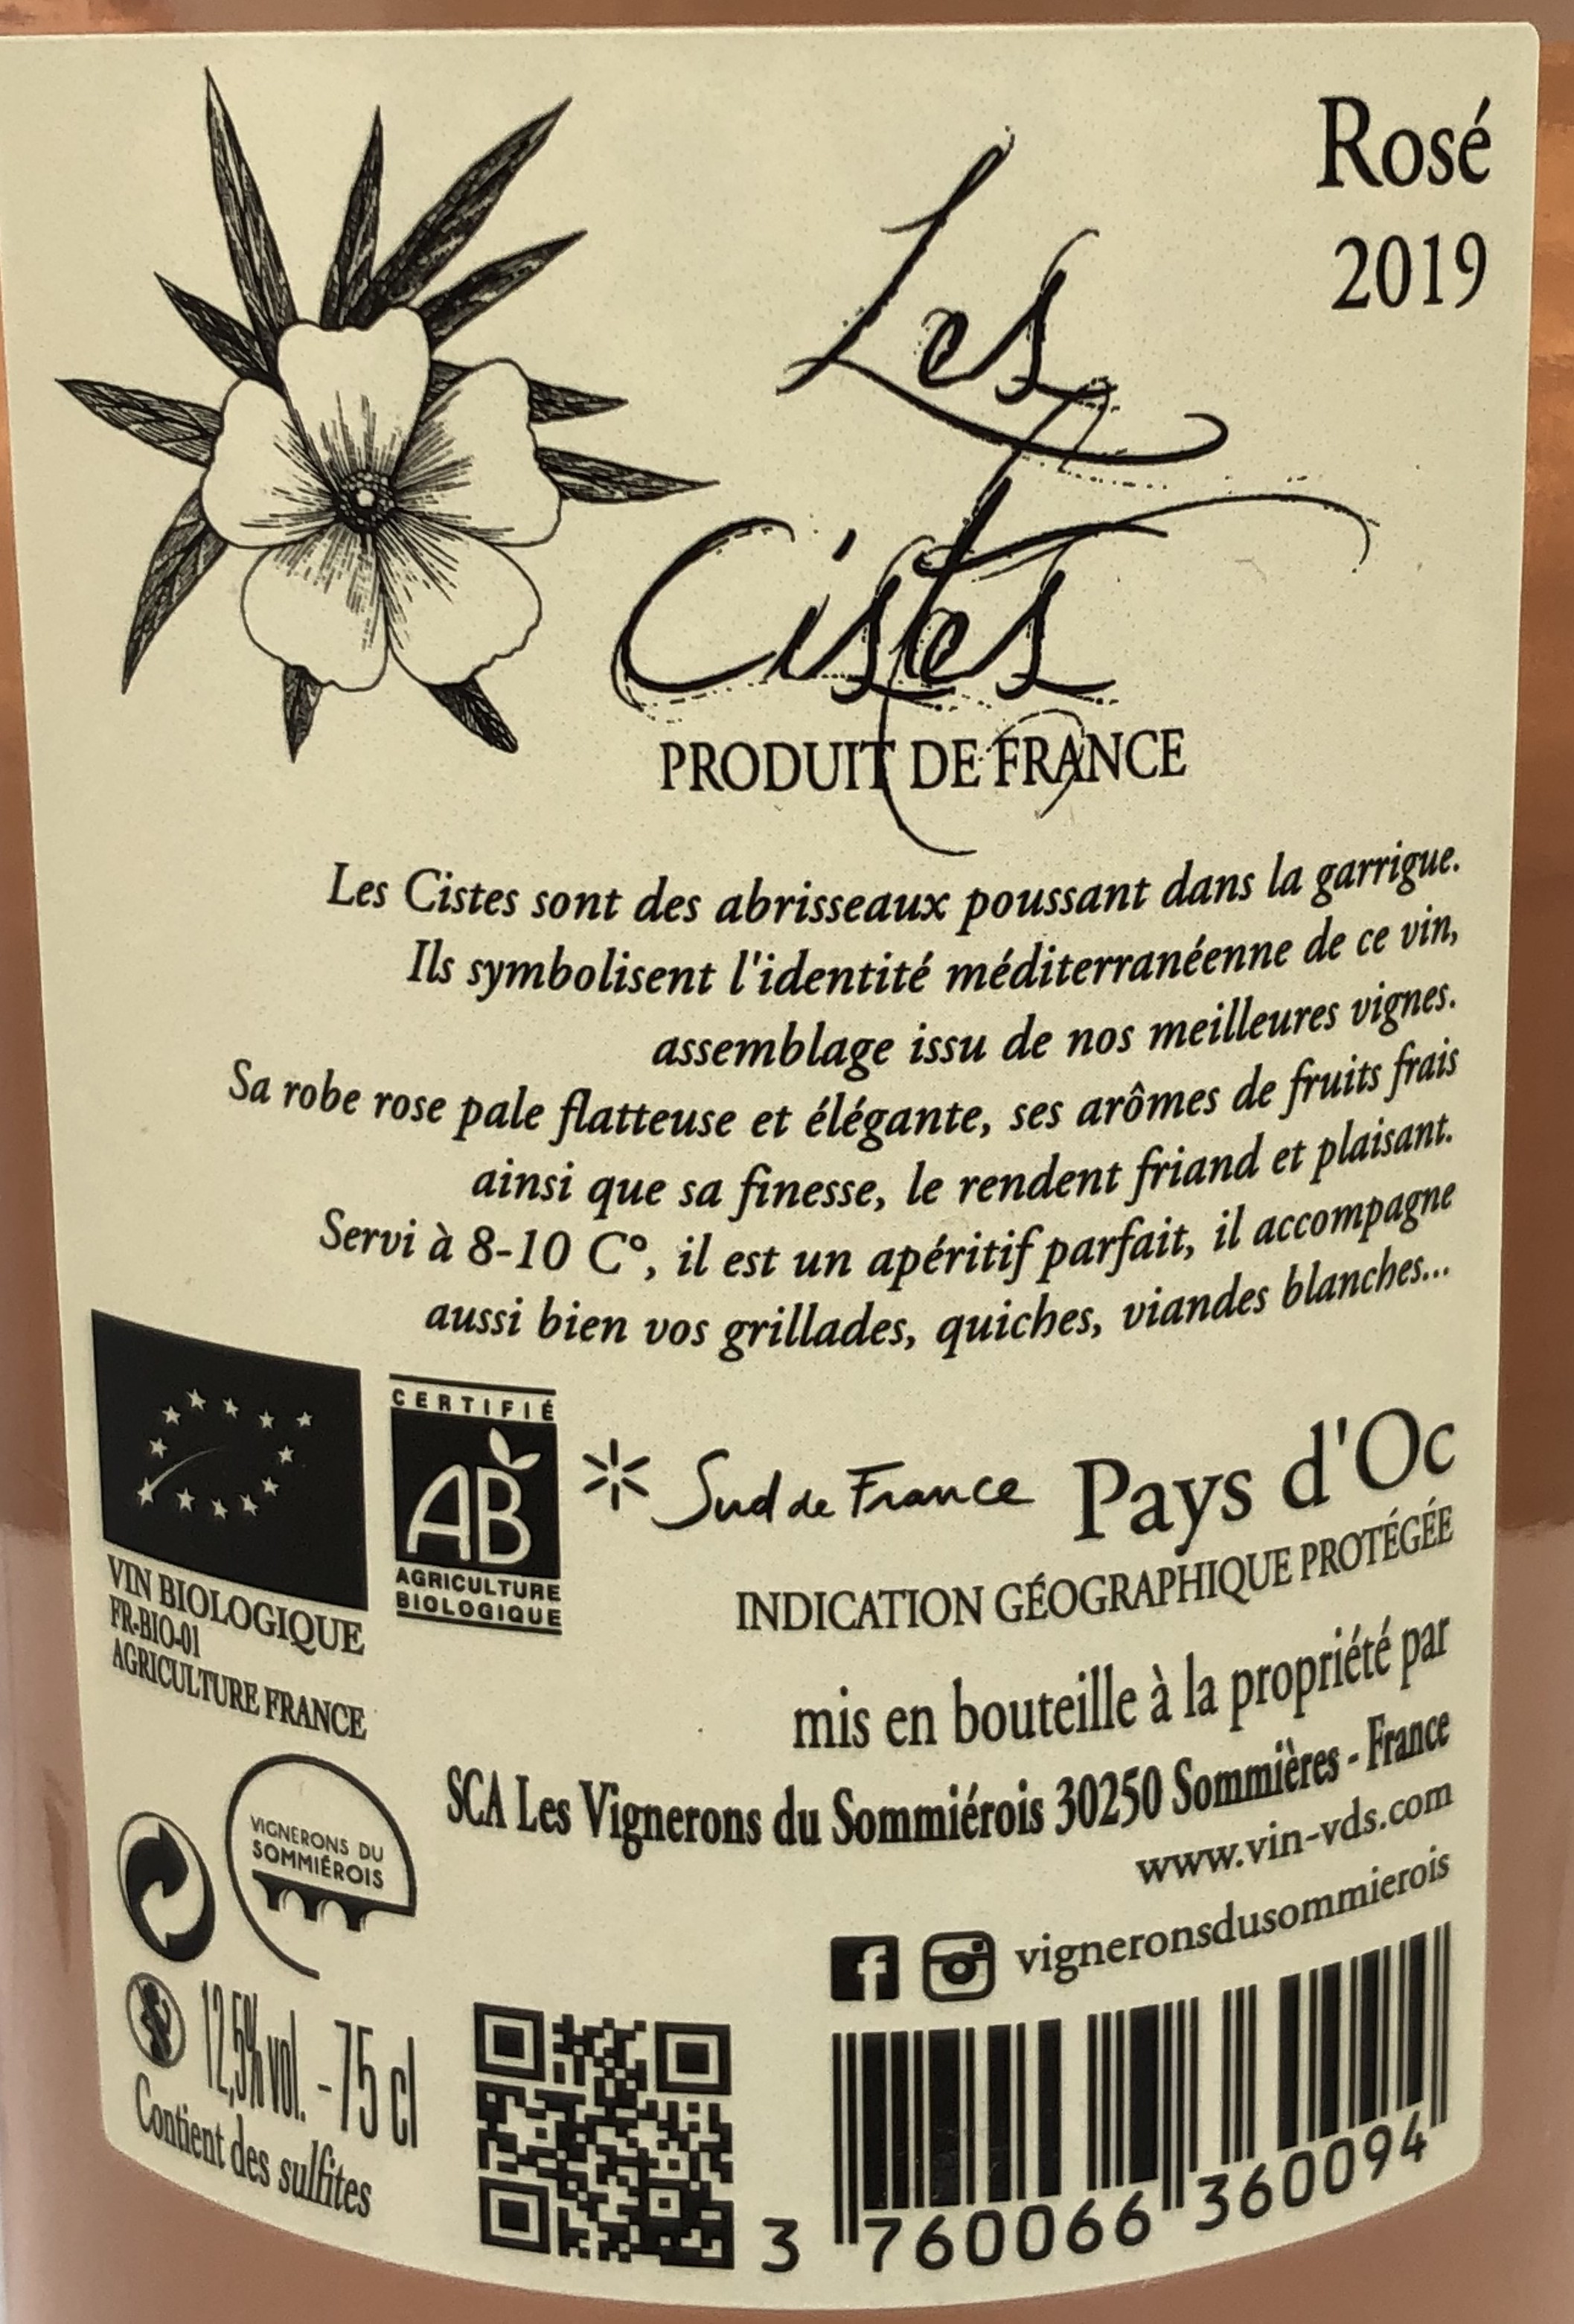 Rosé
2019
Les
Cistes
PRODUIT DE FRANCE
Les Cistes sont des abrisseaux poussant dans la garrigue.
Ils symbolisent l'identité méditerranéenne de ce vin,
assemblage issu de nos meilleures vignes.
Sa robe rose pale flatteuse et élégante, ses arômes de fruits frais
ainsi que sa finesse, le rendent friand et plaisant.
Servi à 8-10 C°, il est un apéritif parfait, il accompagne
aussi bien vos grillades, quiches, viandes blanches...
CERTIFIÉ
AB
AGRICULTURE
BIOLOGIQUE
Sud de France
Pays d'Oc
INDICATION GÉOGRAPHIQUE PROTÉGÉE
VIN BIOLOGIQUE
FR-BIO-01
AGRICULTURE FRANCE
mis en bouteille à la propriété par
SCA Les Vignerons du Sommiérois 30250 Sommières - France
www.vin-vds.com
vigneronsdusommierois
VIGNERONS DU
SOMMIÉROIS
12,5% vol. - 75 cl
Contient des sulfites
3 760066 360094